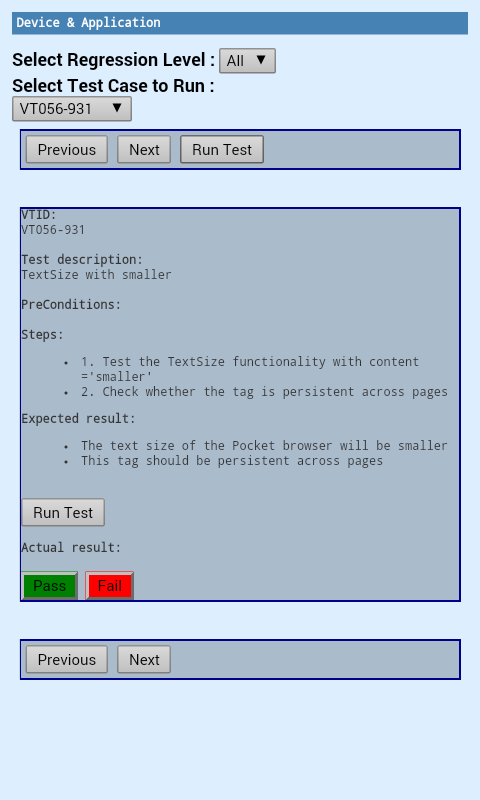 Device & Application
Select Regression Level : All ▼
Select Test Case to Run :
VT056-931 ▼
Previous Next Run Test
VTID:
VT056-931
Test description:
TextSize with smaller
PreConditions:
Steps:
• 1. Test the TextSize functionality with content
='smaller'
• 2. Check whether the tag is persistent across pages
Expected result:
• The text size of the Pocket browser will be smaller
• This tag should be persistent across pages
Run Test
Actual result:
Pass Fail
Previous Next